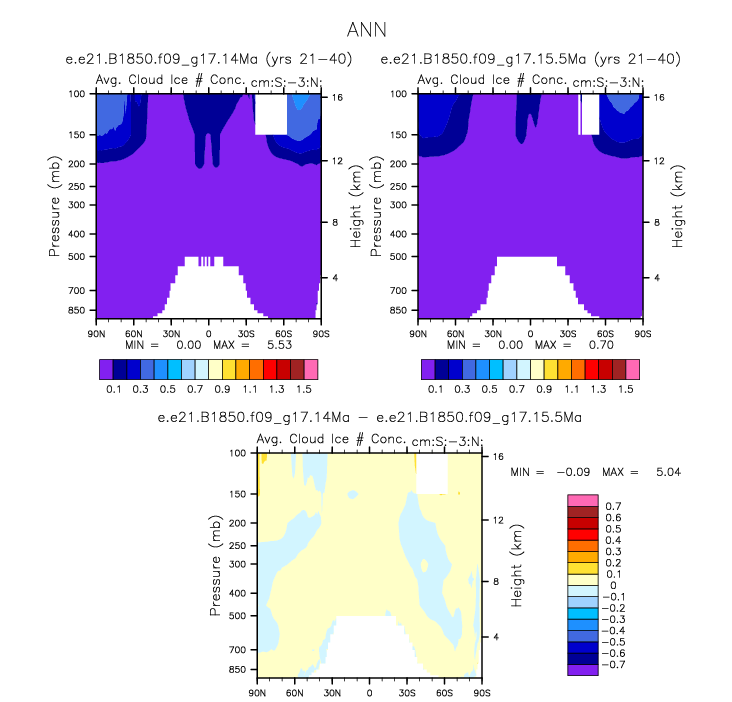 ANN
e.e21.B1850.f09_g17.14Ma (yrs 21-40)
e.e21.B1850.f09_g17.15.5Ma (yrs 21-40)
Avg. Cloud Ice # Conc. cm:S:-3:N:
Avg. Cloud Ice # Conc. cm:S:-3:N:
Pressure (mb)
100
150
200
250
300
400
500
700
850
16
12
8
4
Height (km)
90N 60N 30N 0 30S 60S 90S
MIN = 0.00 MAX = 5.53
0.1 0.3 0.5 0.7 0.9 1.1 1.3 1.5
Pressure (mb)
100
150
200
250
300
400
500
700
850
16
12
8
4
Height (km)
90N 60N 30N 0 30S 60S 90S
MIN = 0.00 MAX = 0.70
0.1 0.3 0.5 0.7 0.9 1.1 1.3 1.5
e.e21.B1850.f09_g17.14Ma - e.e21.B1850.f09_g17.15.5Ma
Avg. Cloud Ice # Conc. cm:S:-3:N:
Pressure (mb)
100
150
200
250
300
400
500
700
850
16
12
8
4
Height (km)
90N 60N 30N 0 30S 60S 90S
MIN = -0.09 MAX = 5.04
0.7
0.6
0.5
0.4
0.3
0.2
0.1
0
-0.1
-0.2
-0.3
-0.4
-0.5
-0.6
-0.7